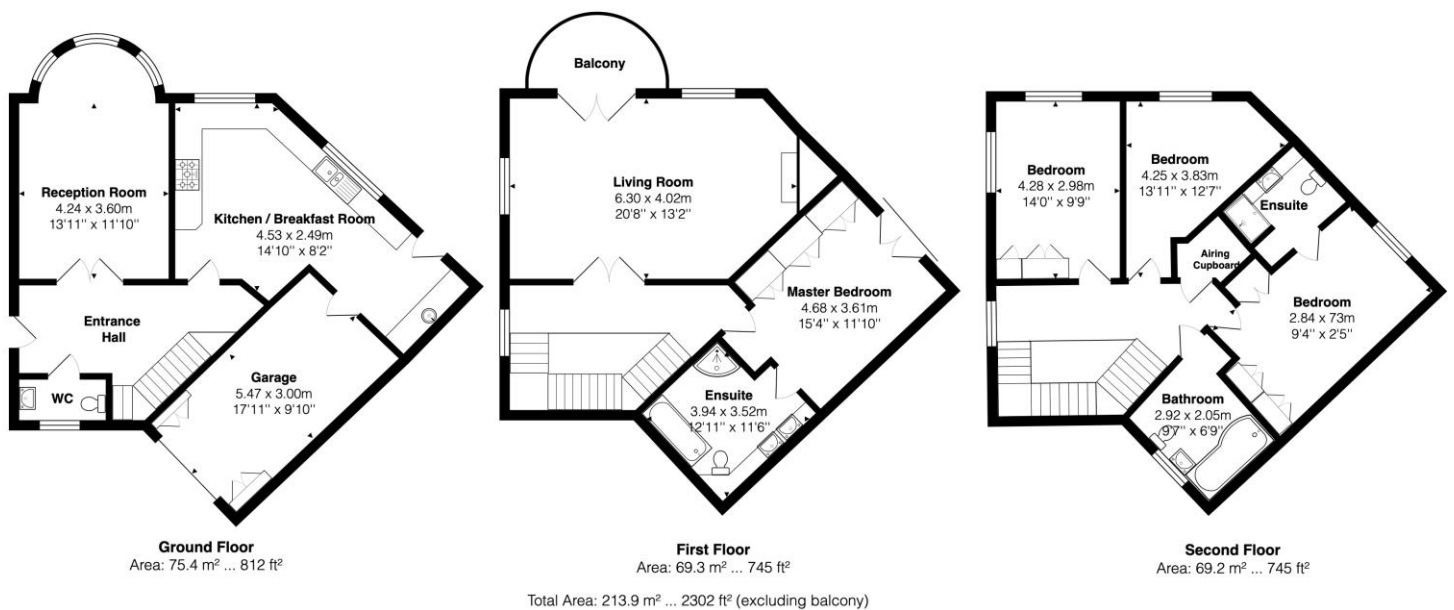 Reception Room
4.24 x 3.60m
13'11'' x 11'10''
Kitchen / Breakfast Room
4.53 x 2.49m
14'10'' x 8'2''
Entrance
Hall
WC
Garage
5.47 x 3.00m
17'11'' x 9'10''
Ground Floor
Area: 75.4 m² ... 812 ft²
Balcony
Living Room
6.30 x 4.02m
20'8'' x 13'2''
Master Bedroom
4.68 x 3.61m
15'4'' x 11'10''
Ensuite
3.94 x 3.52m
12'11'' x 11'6''
First Floor
Area: 69.3 m² ... 745 ft²
Bedroom
4.28 x 2.98m
14'0'' x 9'9''
Bedroom
4.25 x 3.83m
13'11'' x 12'7''
Ensuite
Airing
Cupboard
Bedroom
2.84 x 73m
9'4'' x 2'5''
Bathroom
2.92 x 2.05m
9'7'' x 6'9''
Second Floor
Area: 69.2 m² ... 745 ft²
Total Area: 213.9 m² ... 2302 ft² (excluding balcony)